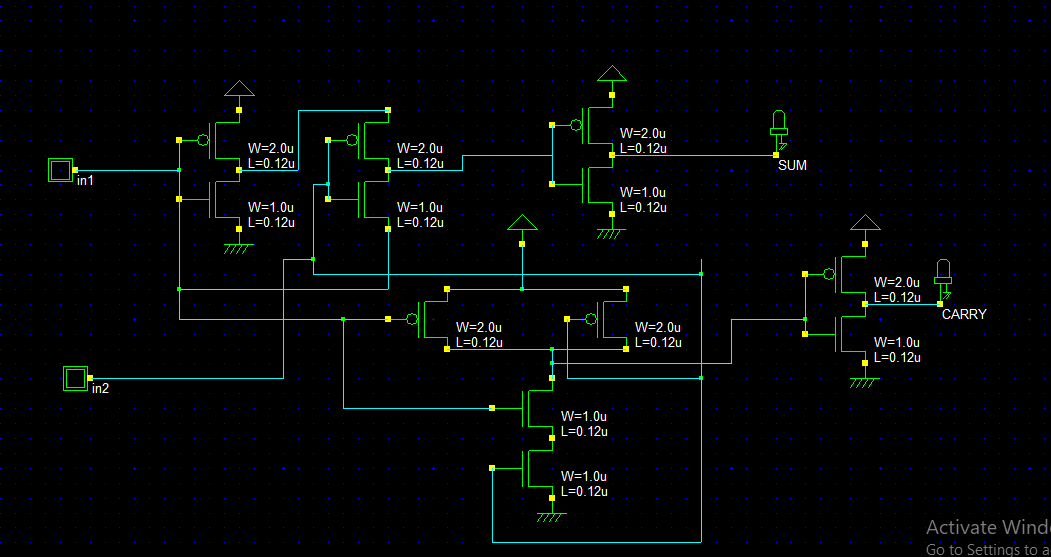 W=2.0u
L=0.12u
W=1.0u
L=0.12u
in1
W=2.0u
L=0.12u
W=1.0u
L=0.12u
W=2.0u
L=0.12u
W=1.0u
L=0.12u
SUM
W=2.0u
L=0.12u
W=1.0u
L=0.12u
CARRY
W=2.0u
L=0.12u
W=2.0u
L=0.12u
in2
W=1.0u
L=0.12u
W=1.0u
L=0.12u
Activate Wind
Go to Settings to a